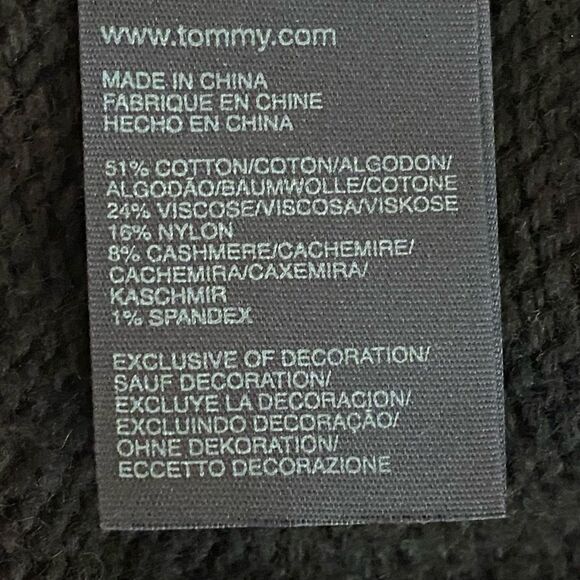 www.tommy.com
MADE IN CHINA
FABRIQUE EN CHINE
HECHO EN CHINA
51% COTTON/COTON/ALGODON/
ALGODÃO/BAUMWOLLE/COTONE
24% VISCOSE/VISCOSA/VISKOSE
16% NYLON
8% CASHMERE/CACHEMIRE/
CACHEMIRA/CAXEMIRA/
KASCHMIR
1% SPANDEX
EXCLUSIVE OF DECORATION/
SAUF DECORATION/
EXCLUYE LA DECORACION/
EXCLUINDO DECORAÇÃO/
OHNE DEKORATION/
ECCETTO DECORAZIONE